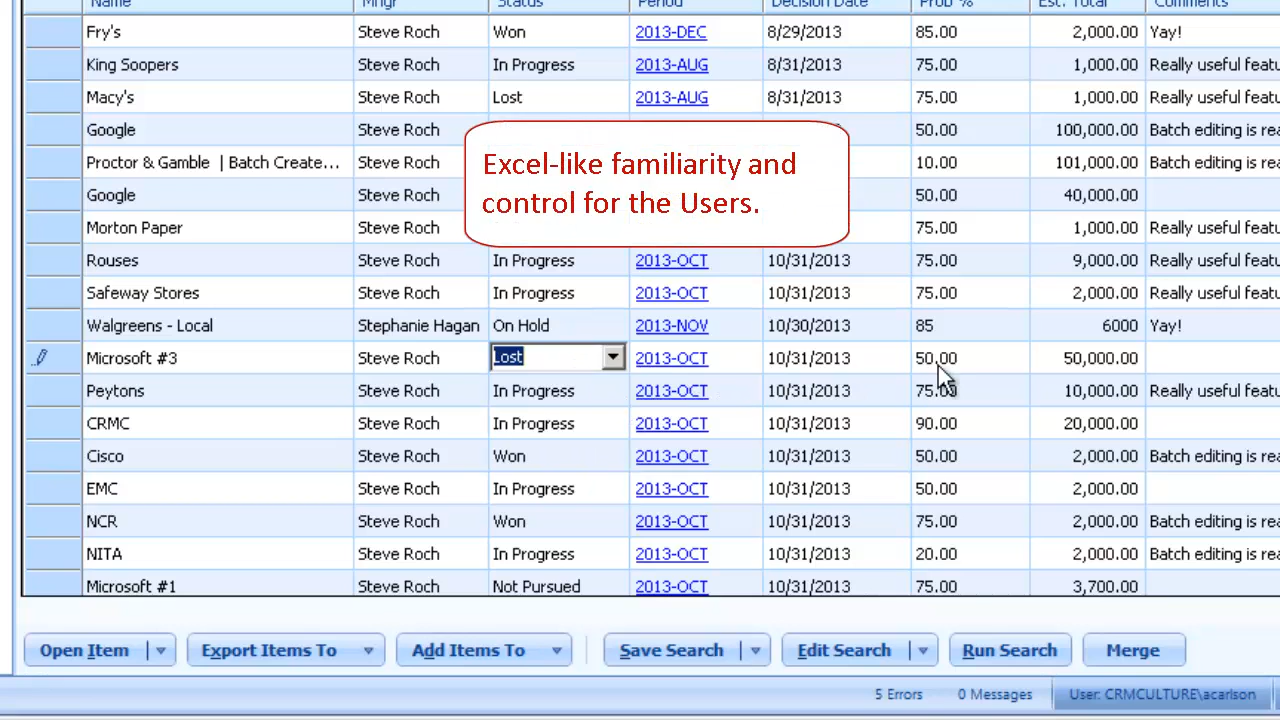 Name Mngr Status Period Decision Date Prob % Est. Total Comments
Fry's Steve Roch Won 2013-DEC 8/29/2013 85.00 2,000.00 Yay!
King Soopers Steve Roch In Progress 2013-AUG 8/31/2013 75.00 1,000.00 Really useful featu
Macy's Steve Roch Lost 2013-AUG 8/31/2013 75.00 1,000.00 Really useful featu
Google Steve Roch 50.00 100,000.00 Batch editing is rea
Proctor & Gamble | Batch Create... Steve Roch 10.00 101,000.00 Batch editing is rea
Excel-like familiarity and
control for the Users.
Google Steve Roch 50.00 40,000.00
Morton Paper Steve Roch 75.00 1,000.00 Really useful featu
Rouses Steve Roch In Progress 2013-OCT 10/31/2013 75.00 9,000.00 Really useful featu
Safeway Stores Steve Roch In Progress 2013-OCT 10/31/2013 75.00 2,000.00 Really useful featu
Walgreens - Local Stephanie Hagan On Hold 2013-NOV 10/30/2013 85 6000 Yay!
Microsoft #3 Steve Roch Lost 2013-OCT 10/31/2013 50.00 50,000.00
Peytons Steve Roch In Progress 2013-OCT 10/31/2013 75.00 10,000.00 Really useful featu
CRMC Steve Roch In Progress 2013-OCT 10/31/2013 90.00 20,000.00
Cisco Steve Roch Won 2013-OCT 10/31/2013 50.00 2,000.00 Batch editing is rea
EMC Steve Roch In Progress 2013-OCT 10/31/2013 50.00 2,000.00
NCR Steve Roch Won 2013-OCT 10/31/2013 75.00 2,000.00 Batch editing is rea
NITA Steve Roch In Progress 2013-OCT 10/31/2013 20.00 2,000.00 Batch editing is rea
Microsoft #1 Steve Roch Not Pursued 2013-OCT 10/31/2013 75.00 3,700.00
Open Item Export Items To Add Items To Save Search Edit Search Run Search Merge
5 Errors 0 Messages User: CRMCULTURE\acarlson